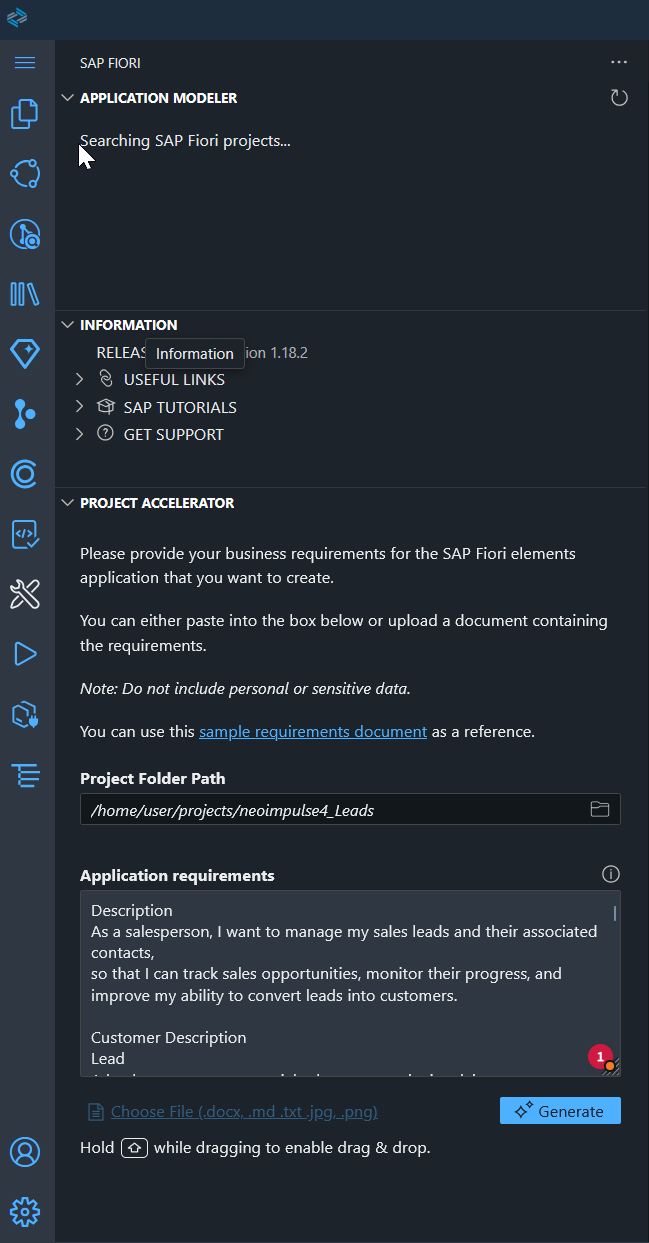 SAP FIORI
APPLICATION MODELER
Searching SAP Fiori projects...
INFORMATION
RELEAS
Information
ion 1.18.2
USEFUL LINKS
SAP TUTORIALS
GET SUPPORT
PROJECT ACCELERATOR
Please provide your business requirements for the SAP Fiori elements
application that you want to create.
You can either paste into the box below or upload a document containing
the requirements.
Note: Do not include personal or sensitive data.
You can use this sample requirements document as a reference.
Project Folder Path
/home/user/projects/neoimpulse4_Leads
Application requirements
Description
As a salesperson, I want to manage my sales leads and their associated
contacts,
so that I can track sales opportunities, monitor their progress, and
improve my ability to convert leads into customers.
Customer Description
Lead
1
Choose File (.docx, .md .txt .jpg, .png)
Generate
Hold while dragging to enable drag & drop.